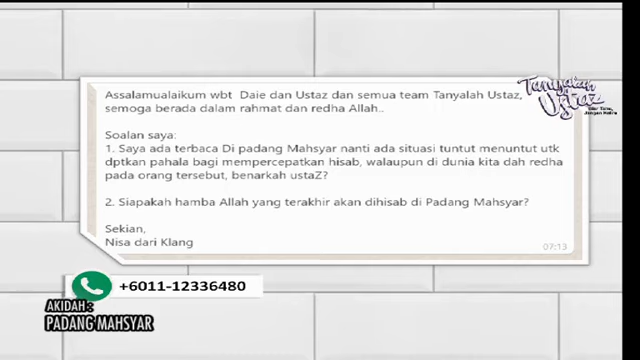 Assalamualaikum wbt Daie dan Ustaz dan semua team Tanyalah Ustaz,
semoga berada dalam rahmat dan redha Allah..
Soalan saya:
1. Saya ada terbaca Di padang Mahsyar nanti ada situasi tuntut menuntut utk
dptkan pahala bagi mempercepatkan hisab, walaupun di dunia kita dah redha
pada orang tersebut, benarkah ustaZ?
2. Siapakah hamba Allah yang terakhir akan dihisab di Padang Mahsyar?
Sekian,
Nisa dari Klang
07:13
Tanyalah
Ustaz
+6011-12336480
AKIDAH :
PADANG MAHSYAR